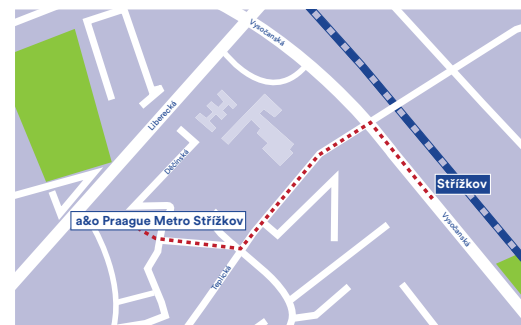 Vysočanská
Liberecká
Děčínská
Střížkov
a&o Praague Metro Střížkov
Vysočanská
Teplická